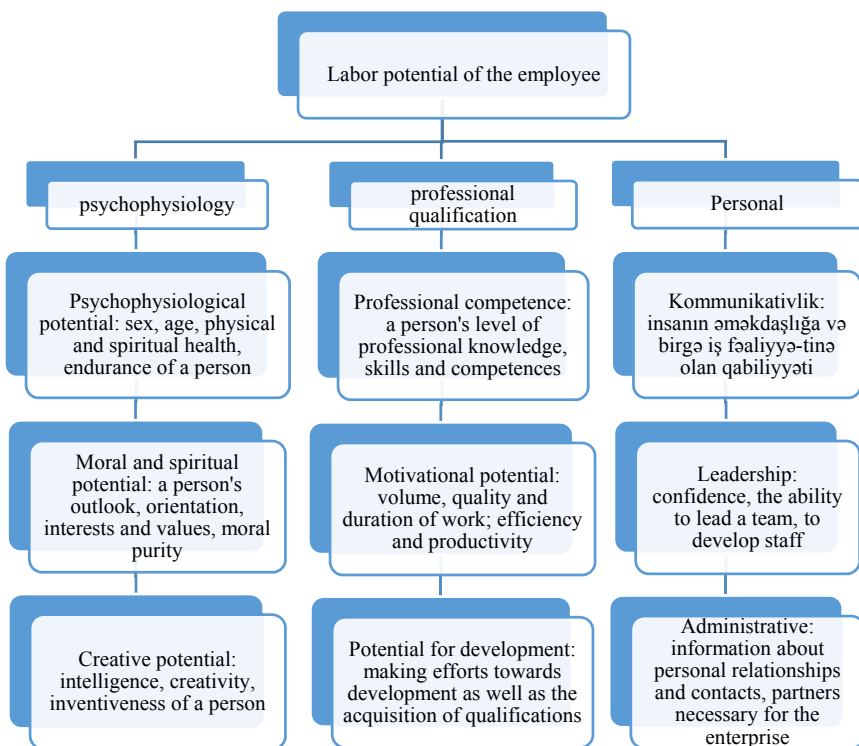 Labor potential of the employee
psychophysiology
professional
qualification
Personal
Psychophysiological
potential: sex, age, physical
and spiritual health,
endurance of a person
Professional competence:
a person's level of
professional knowledge,
skills and competences
Kommunikativlik:
insanın əməkdaşlığa və
birgə iş fəaliyyə-tinə
olan qabiliyyəti
Moral and spiritual
potential: a person's
outlook, orientation,
interests and values, moral
purity
Motivational potential:
volume, quality and
duration of work; efficiency
and productivity
Leadership:
confidence, the ability
to lead a team, to
develop staff
Creative potential:
intelligence, creativity,
inventiveness of a person
Potential for development:
making efforts towards
development as well as the
acquisition of qualifications
Administrative:
information about
personal relationships
and contacts, partners
necessary for the
enterprise